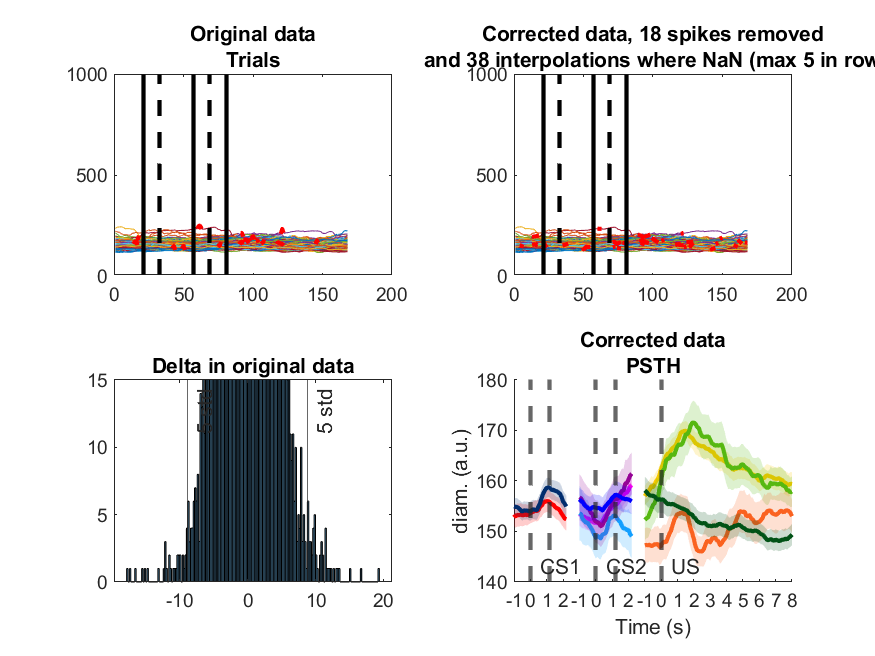 Original data
Trials
1000
500
0
0 50 100 150 200
Corrected data, 18 spikes removed
and 38 interpolations where NaN (max 5 in row
1000
500
0
0 50 100 150 200
Delta in original data
15
10
5
0
-10 0 10 20
5 std
5 std
Corrected data
PSTH
180
170
160
150
140
diam. (a.u.)
CS1 CS2 US
-1 0 1 2 -1 0 1 2 -1 0 1 2 3 4 5 6 7 8
Time (s)